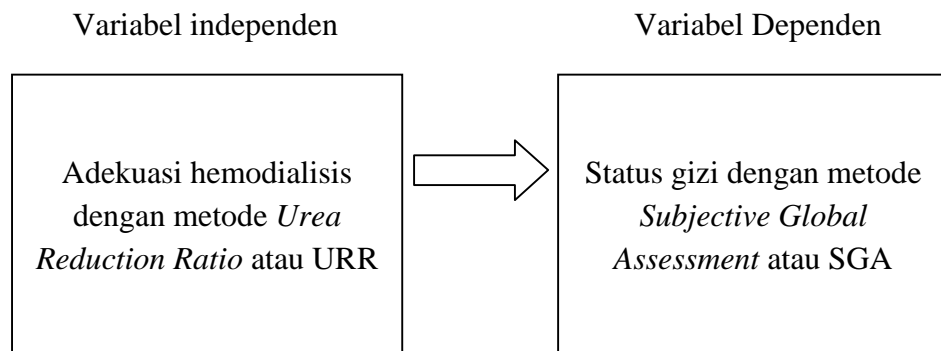 Variabel independen
Variabel Dependen
Adekuasi hemodialisis
dengan metode Urea
Reduction Ratio atau URR
Status gizi dengan metode
Subjective Global
Assessment atau SGA